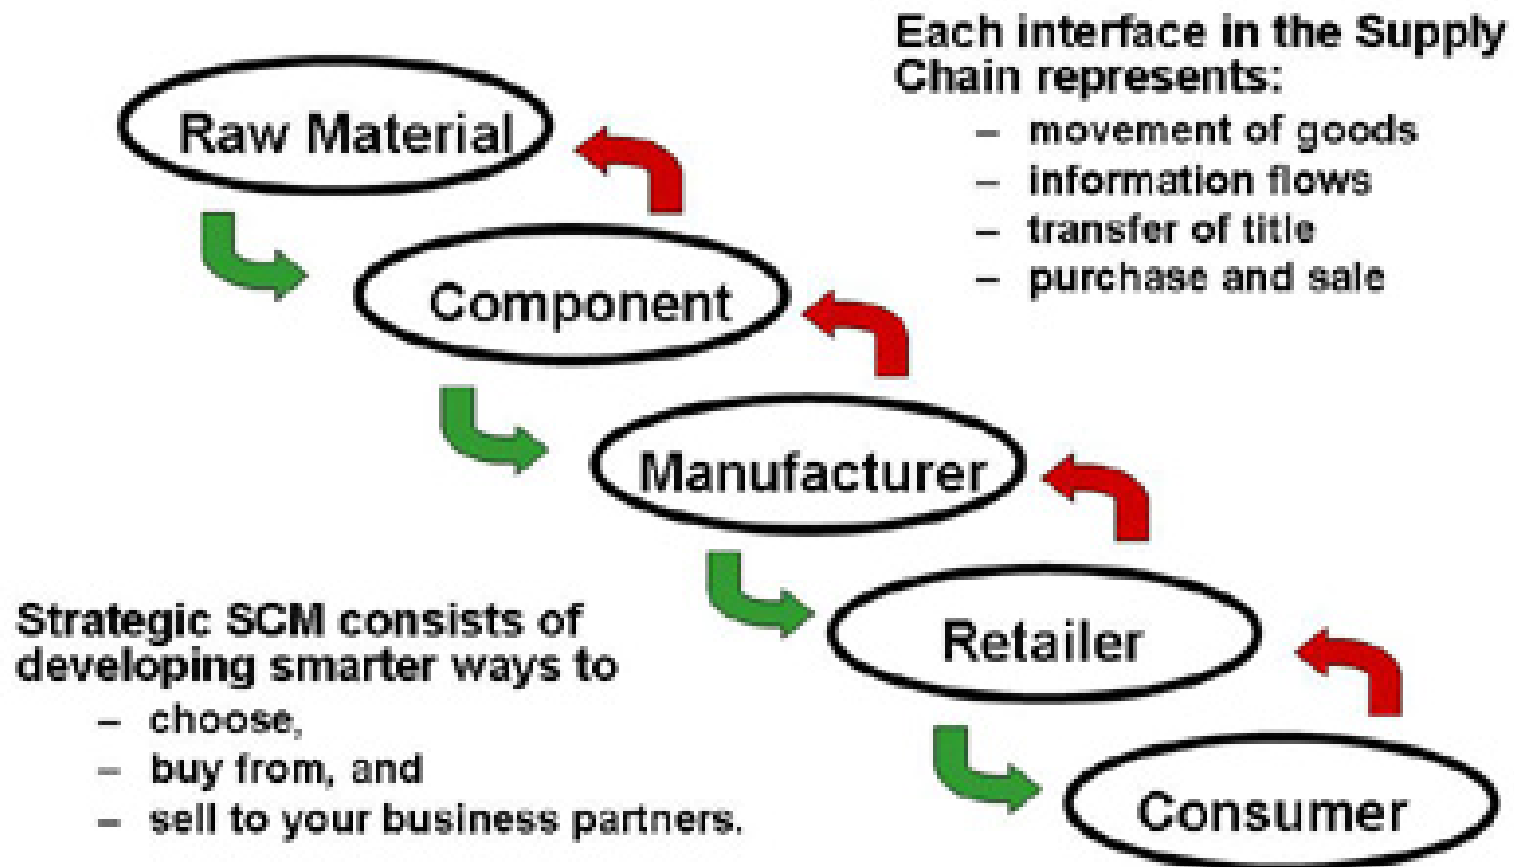 Each interface in the Supply
Chain represents:
– movement of goods
– information flows
– transfer of title
– purchase and sale
Raw Material
Component
Manufacturer
Retailer
Consumer
Strategic SCM consists of
developing smarter ways to
– choose,
– buy from, and
– sell to your business partners.